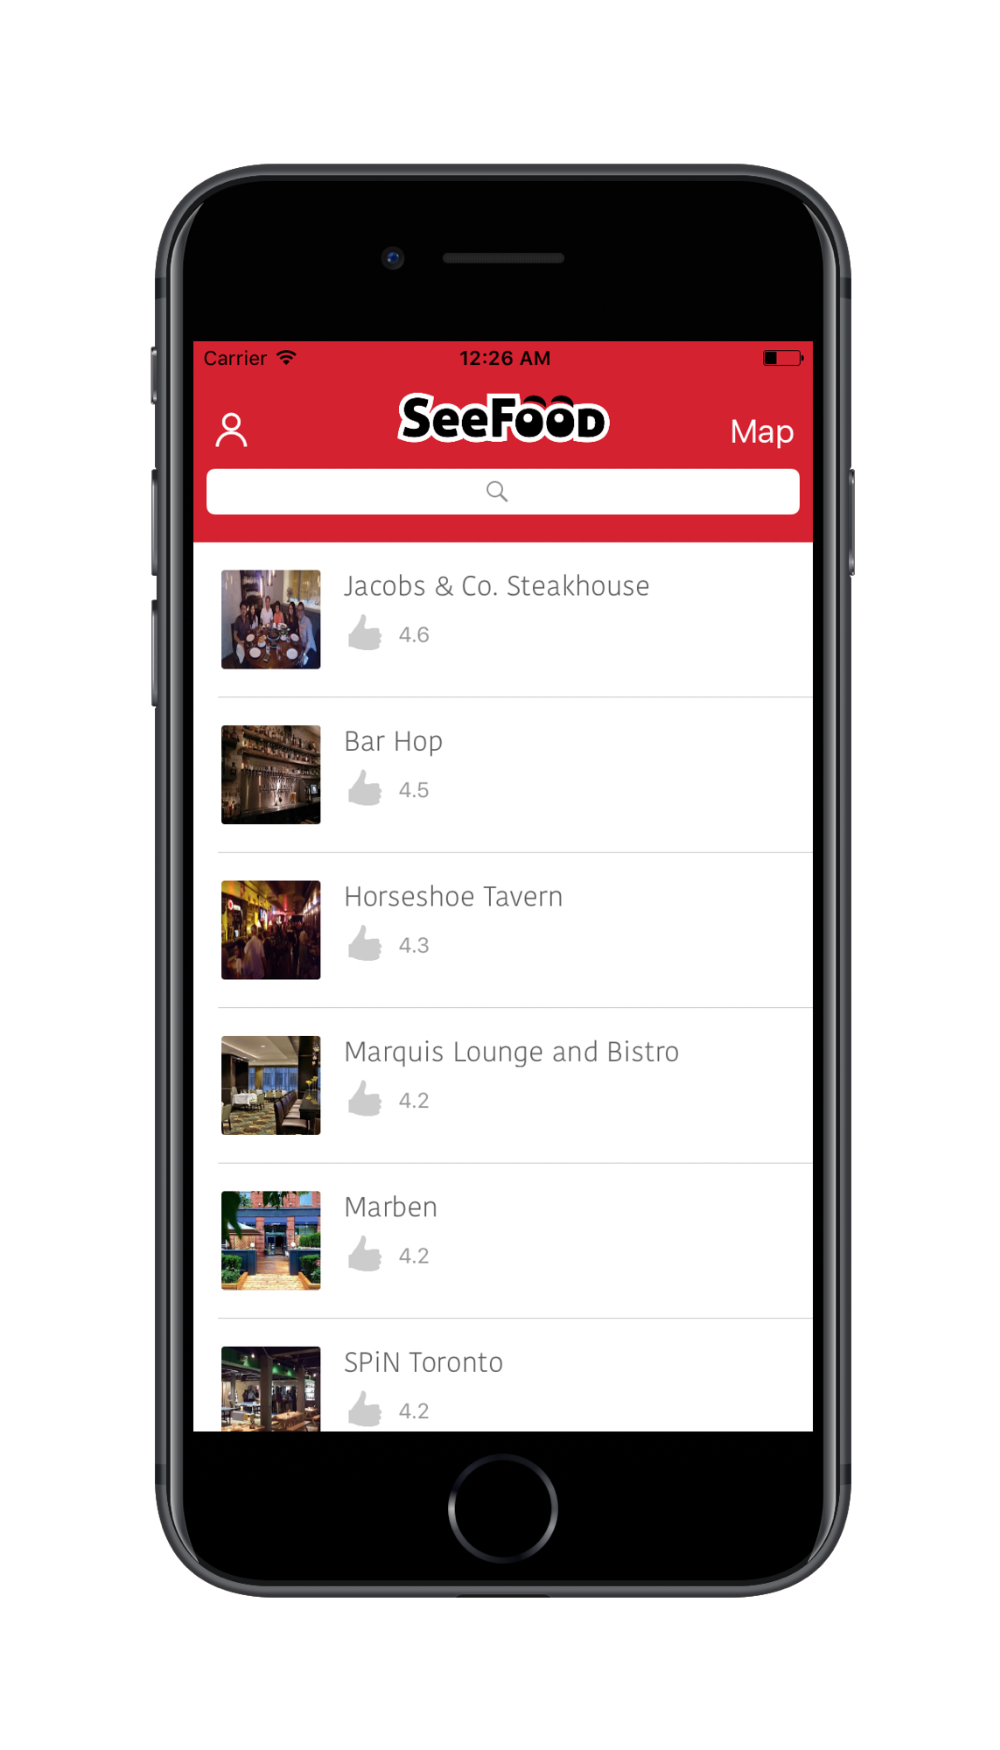 Carrier 12:26 AM
SeeFooD
Map
Jacobs & Co. Steakhouse
4.6
Bar Hop
4.5
Horseshoe Tavern
4.3
Marquis Lounge and Bistro
4.2
Marben
4.2
SPiN Toronto
4.2